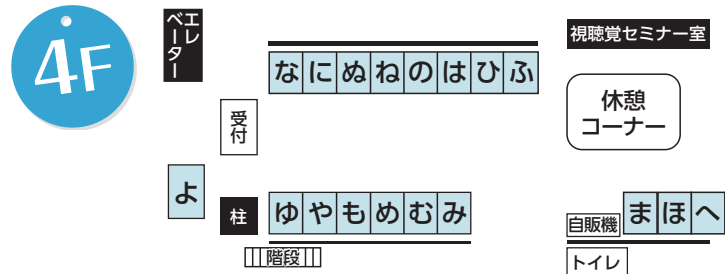 4F
エレベーター
視聴覚セミナー室
なにぬねのはひふ
休憩
コーナー
受付
よ
柱
ゆやもめむみ
自販機
まほへ
階段
トイレ